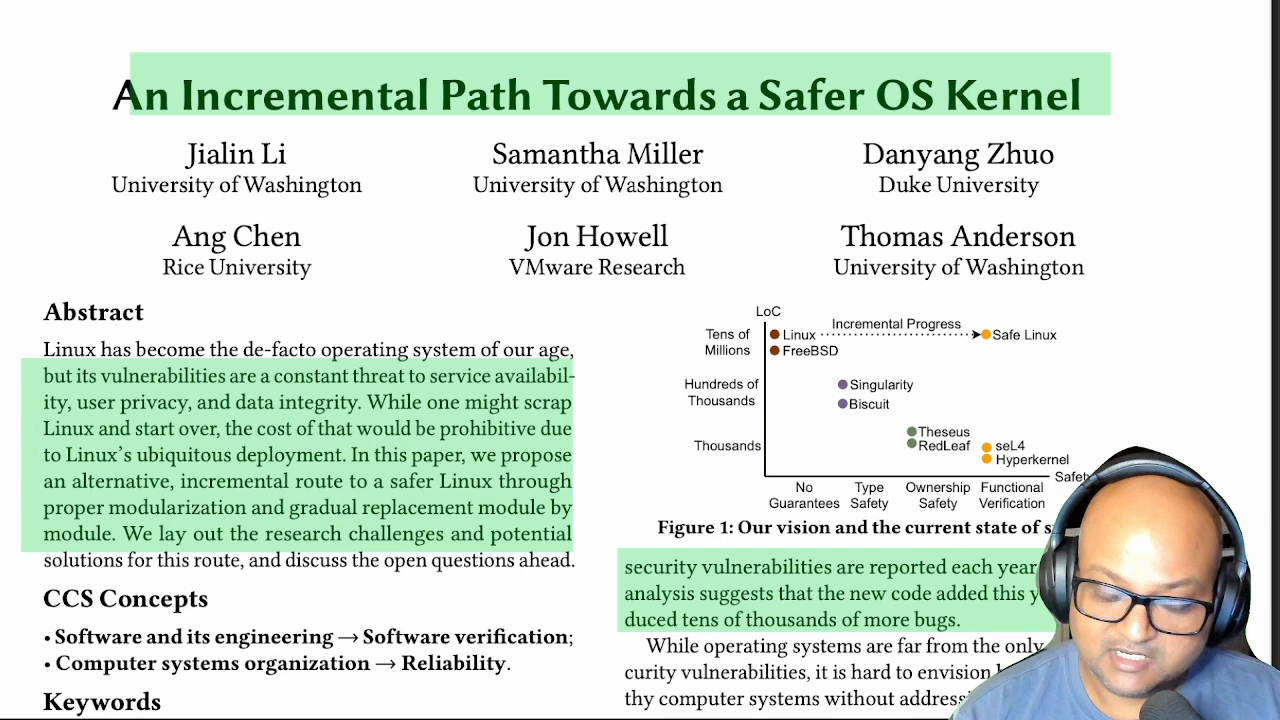 An Incremental Path Towards a Safer OS Kernel
Jialin Li
University of Washington
Samantha Miller
University of Washington
Danyang Zhuo
Duke University
Ang Chen
Rice University
Jon Howell
VMware Research
Thomas Anderson
University of Washington
Abstract
Linux has become the de-facto operating system of our age,
but its vulnerabilities are a constant threat to service availabil-
ity, user privacy, and data integrity. While one might scrap
Linux and start over, the cost of that would be prohibitive due
to Linux's ubiquitous deployment. In this paper, we propose
an alternative, incremental route to a safer Linux through
proper modularization and gradual replacement module by
module. We lay out the research challenges and potential
solutions for this route, and discuss the open questions ahead.
CCS Concepts
• Software and its engineering → Software verification;
• Computer systems organization → Reliability.
Keywords
LoC
Tens of
Millions
Linux
Incremental Progress
Safe Linux
FreeBSD
Hundreds of
Thousands
Singularity
Biscuit
Thousands
Theseus
RedLeaf
seL4
Hyperkernel
No
Guarantees
Type
Safety
Ownership
Safety
Functional
Verification
Figure 1: Our vision and the current state of
security vulnerabilities are reported each year
analysis suggests that the new code added this
duced tens of thousands of more bugs.
While operating systems are far from the only
curity vulnerabilities, it is hard to envision
thy computer systems without